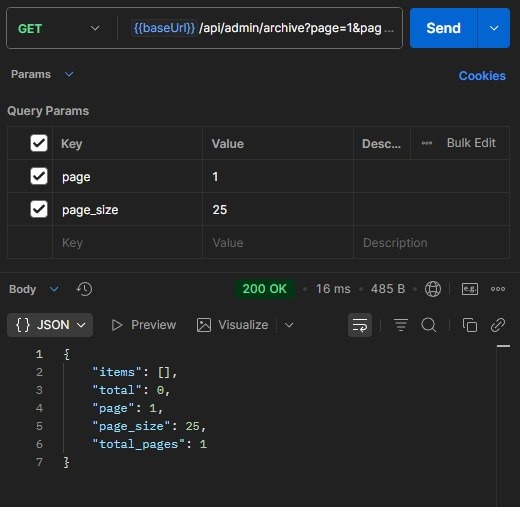 GET {{baseUrl}} /api/admin/archive?page=1&pag ... Send
Params Cookies
Query Params
Key Value Desc... Bulk Edit
page 1
page_size 25
Key Value Description
Body 200 OK 16 ms 485 B e.g.
{ } JSON Preview Visualize
1 {
2 "items": [],
3 "total": 0,
4 "page": 1,
5 "page_size": 25,
6 "total_pages": 1
7 }